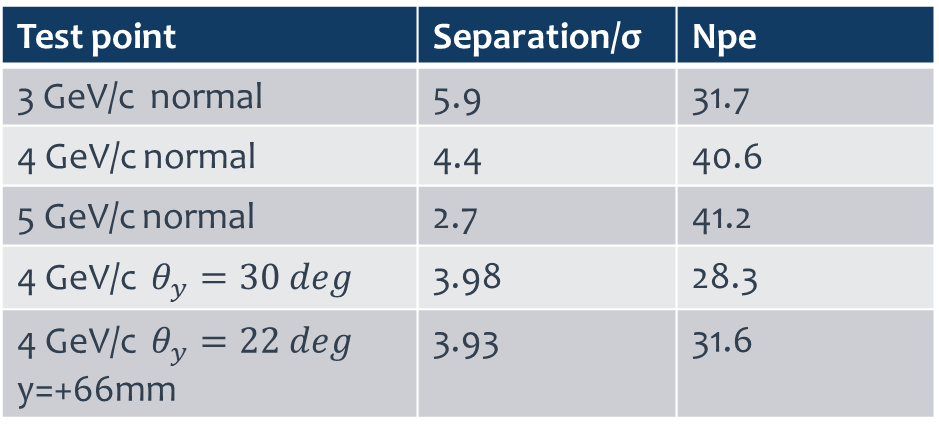 Test point Separation/σ Npe
3 GeV/c normal 5.9 31.7
4 GeV/c normal 4.4 40.6
5 GeV/c normal 2.7 41.2
4 GeV/c θ_y = 30 deg 3.98 28.3
4 GeV/c θ_y = 22 deg 3.93 31.6
y=+66mm